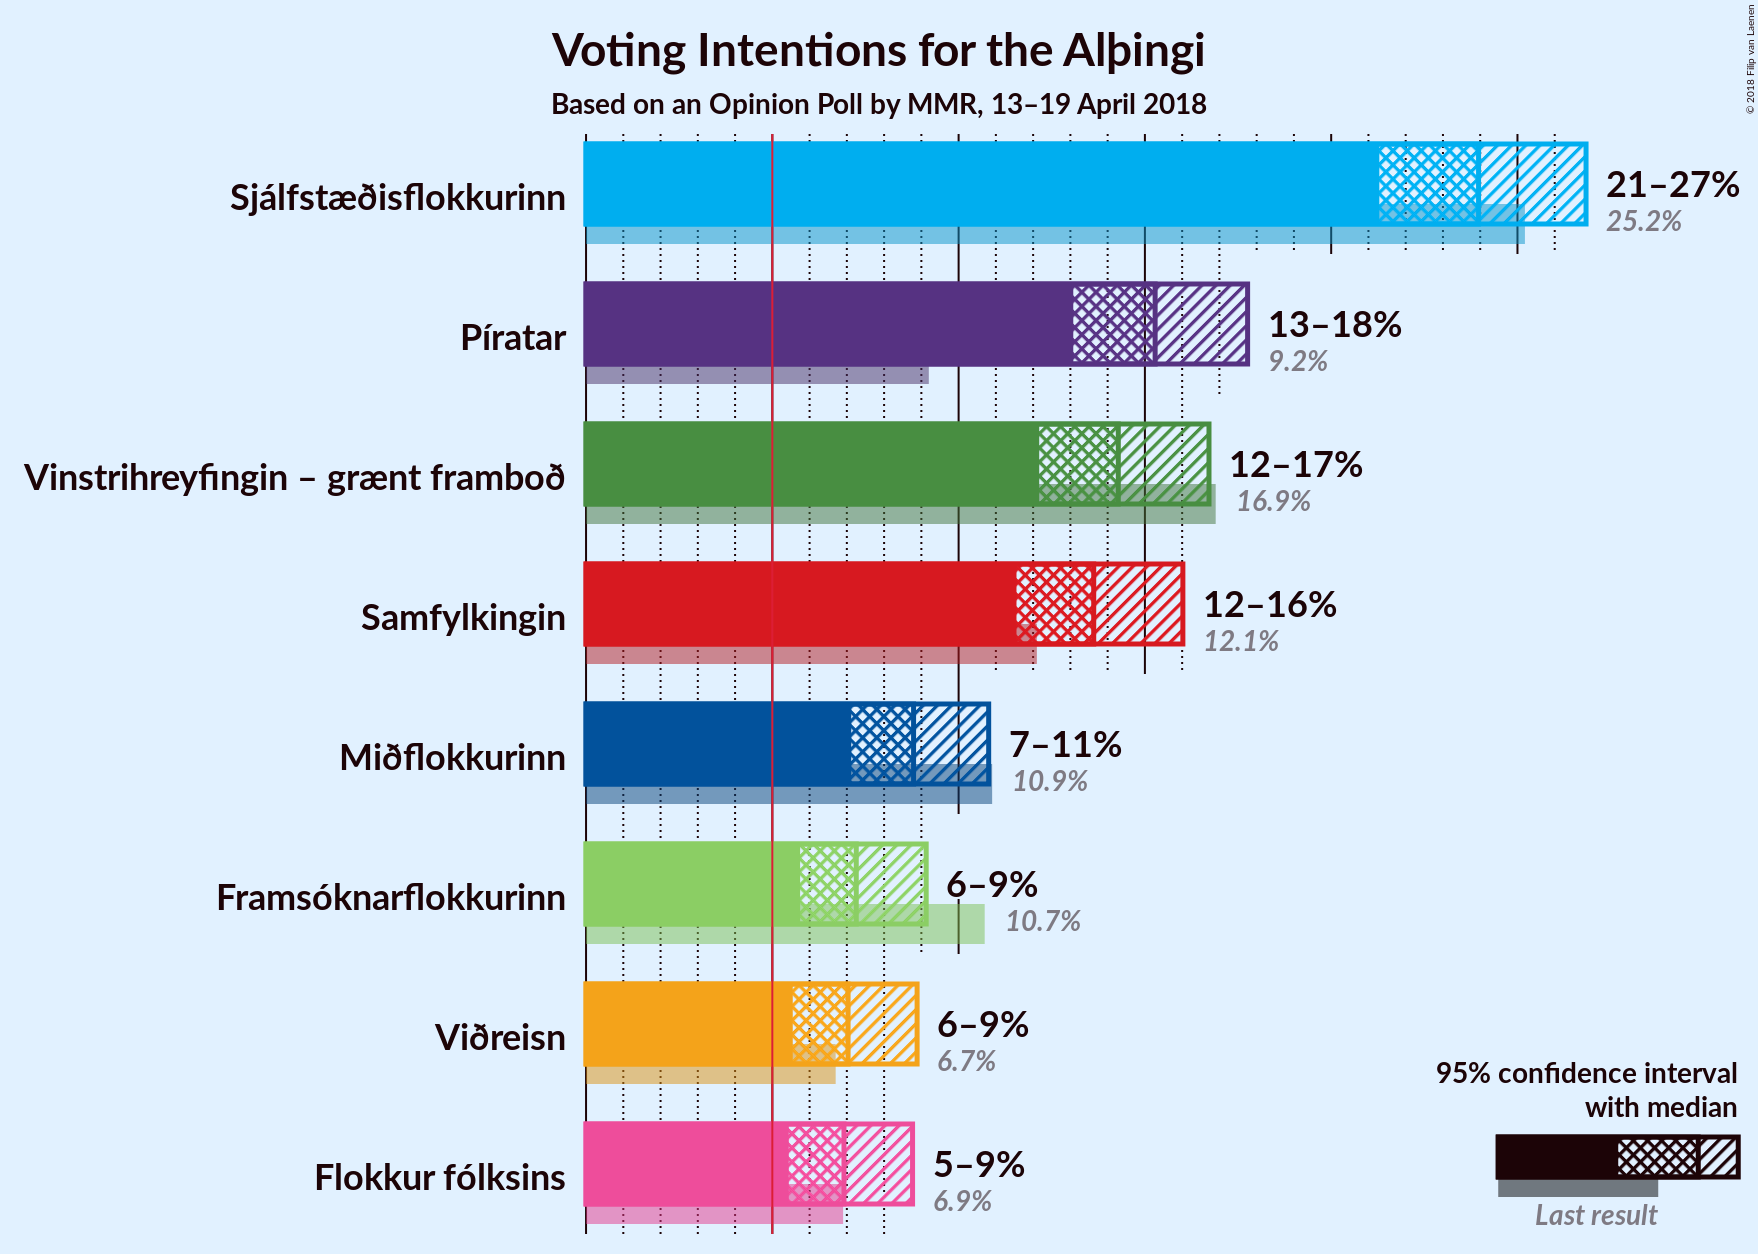 Voting Intentions for the Alþingi
Based on an Opinion Poll by MMR, 13–19 April 2018
© 2018 Filip van Laenen
Sjálfstæðisflokkurinn
21–27%
25.2%
Píratar
13–18%
9.2%
Vinstrihreyfingin – grænt framboð
12–17%
16.9%
Samfylkingin
12–16%
12.1%
Miðflokkurinn
7–11%
10.9%
Framsóknarflokkurinn
6–9%
10.7%
Viðreisn
6–9%
6.7%
Flokkur fólksins
5–9%
6.9%
95% confidence interval
with median
Last result